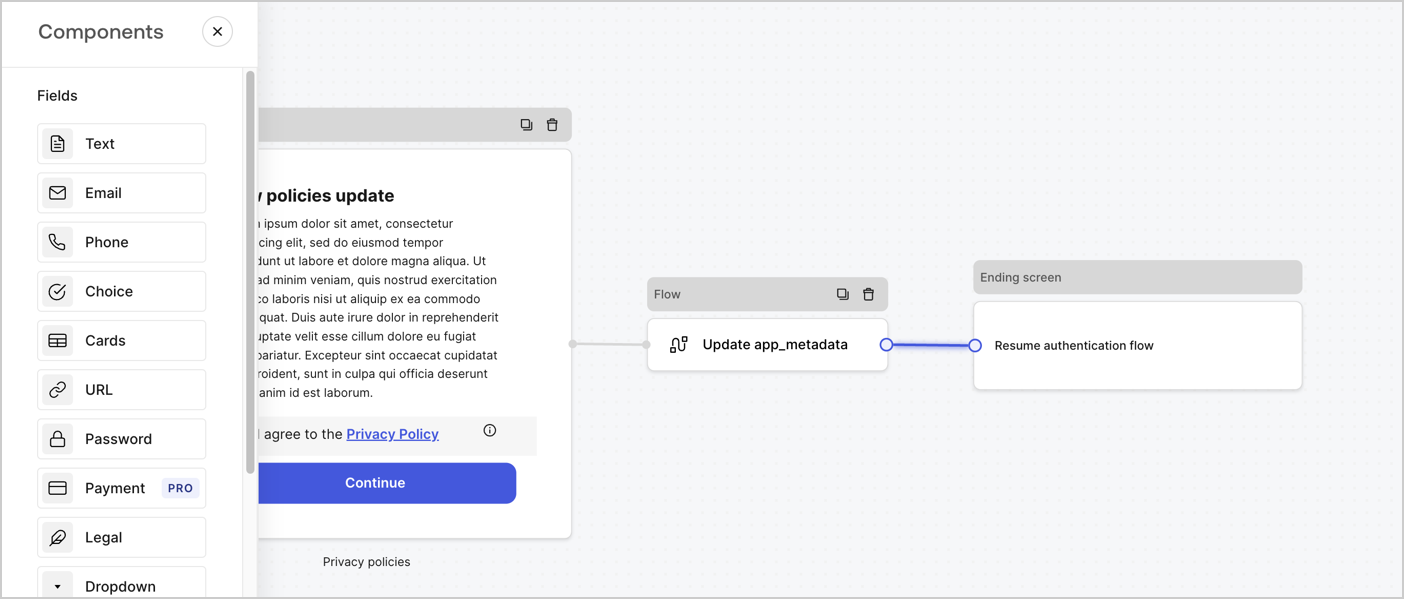 Components
Fields
Text
Email
Phone
Choice
Cards
URL
Password
Payment PRO
Legal
Dropdown
policies update
ipsum dolor sit amet, consectetur
cing elit, sed do eiusmod tempor
dunt ut labore et dolore magna aliqua. Ut
ad minim veniam, quis nostrud exercitation
co laboris nisi ut aliquip ex ea commodo
quat. Duis aute irure dolor in reprehenderit
uptate velit esse cillum dolore eu fugiat
pariatur. Excepteur sint occaecat cupidatat
roident, sunt in culpa qui officia deserunt
anim id est laborum.
I agree to the Privacy Policy
Continue
Privacy policies
Flow
Update app_metadata
Ending screen
Resume authentication flow